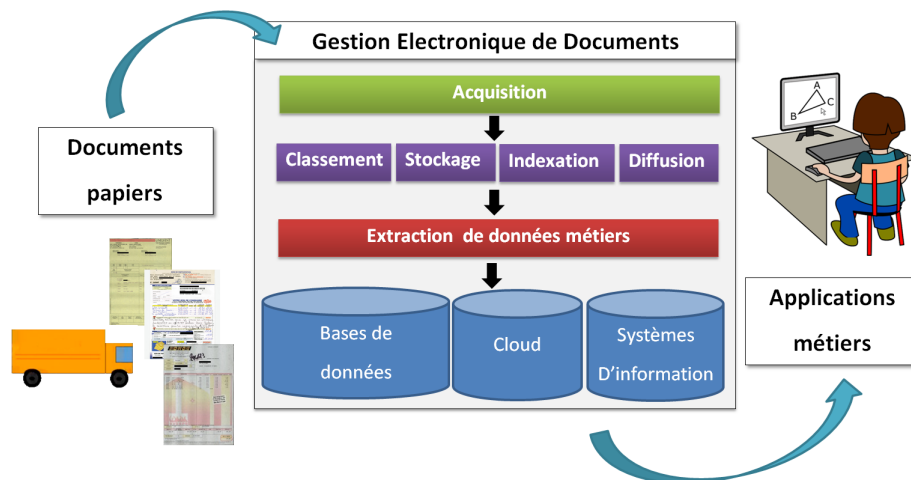 Gestion Electronique de Documents
Acquisition
Documents
papiers
Classement
Stockage
Indexation
Diffusion
Extraction de données métiers
Bases de
données
Cloud
Systèmes
D'information
A
B
C
Applications
métiers